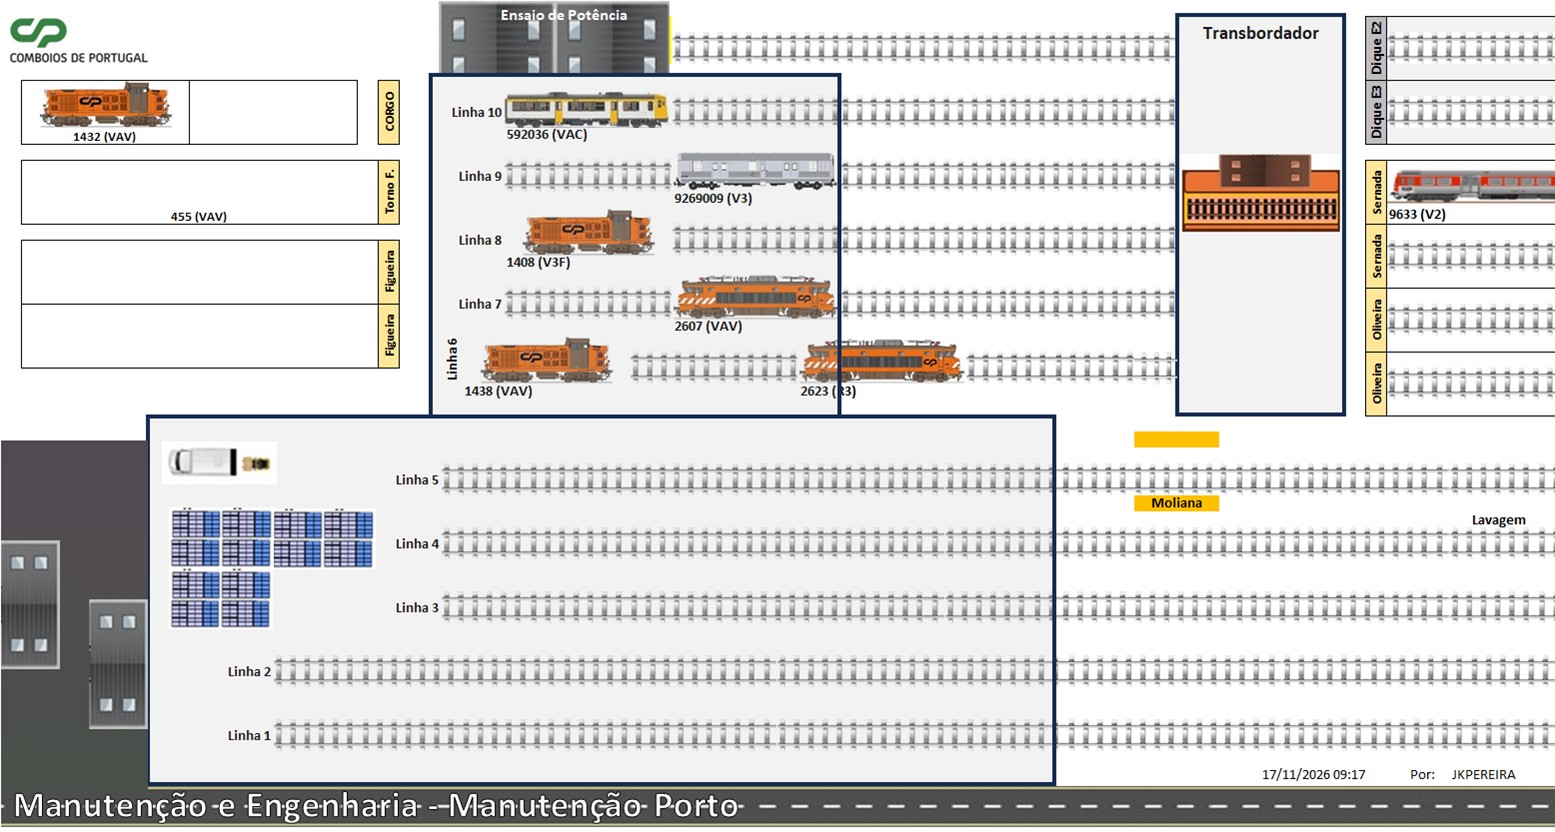 Ensaio de Potência
COMBOIOS DE PORTUGAL
Transbordador
Dique E2
Dique E3
1432 (VAV)
CORGO
Linha 10
592036 (VAC)
Torno F.
455 (VAV)
Linha 9
9269009 (V3)
Sernada
9633 (V2)
Linha 8
1408 (V3F)
Sernada
Figueira
Linha 7
2607 (VAV)
Oliveira
Figueira
Linha 6
1438 (VAV)
2623 (R3)
Oliveira
Linha 5
Moliana
Lavagem
Linha 4
Linha 3
Linha 2
Linha 1
17/11/2026 09:17 Por: JKPEREIRA
Manutenção e Engenharia - Manutenção Porto